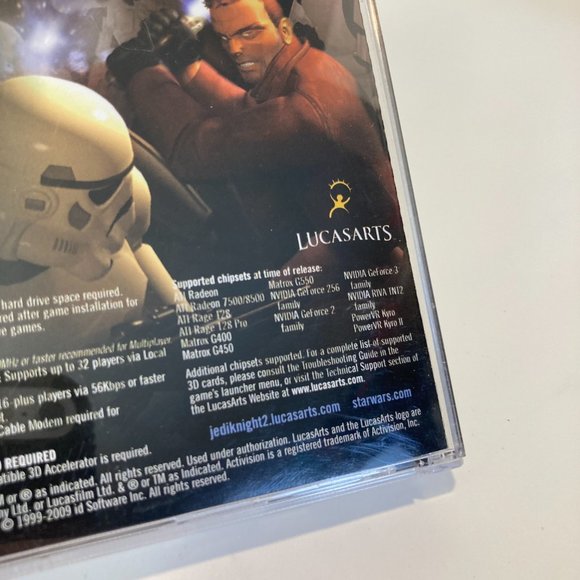 LUCASARTS
Supported chipsets at time of release:
ATI Radeon
ATI Radeon 7500/8500
ATI Rage 128
ATI Rage 128 Pro
Matrox G400
Matrox G450
Matrox G550
NVIDIA GeForce 256
family
NVIDIA GeForce 2
family
NVIDIA GeForce 3
family
NVIDIA RIVA TNT2
family
PowerVR Kyro
PowerVR Kyro II
Additional chipsets supported. For a complete list of supported
3D cards, please consult the Troubleshooting Guide in the
game's launcher menu, or visit the Technical Support section of
the LucasArts Website at www.lucasarts.com.
jediknight2.lucasarts.com starwars.com
hard drive space required.
after game installation for
games.
or faster recommended for Multiplayer.
Supports up to 32 players via Local
16 plus players via 56Kbps or faster
Cable Modem required for
REQUIRED
3D Accelerator is required.
or ® as indicated. All rights reserved. Used under authorization. LucasArts and the LucasArts logo are
Ltd. or Lucasfilm Ltd. & ® or TM as indicated. Activision is a registered trademark of Activision, Inc.
© 1999-2009 id Software Inc. All rights reserved.